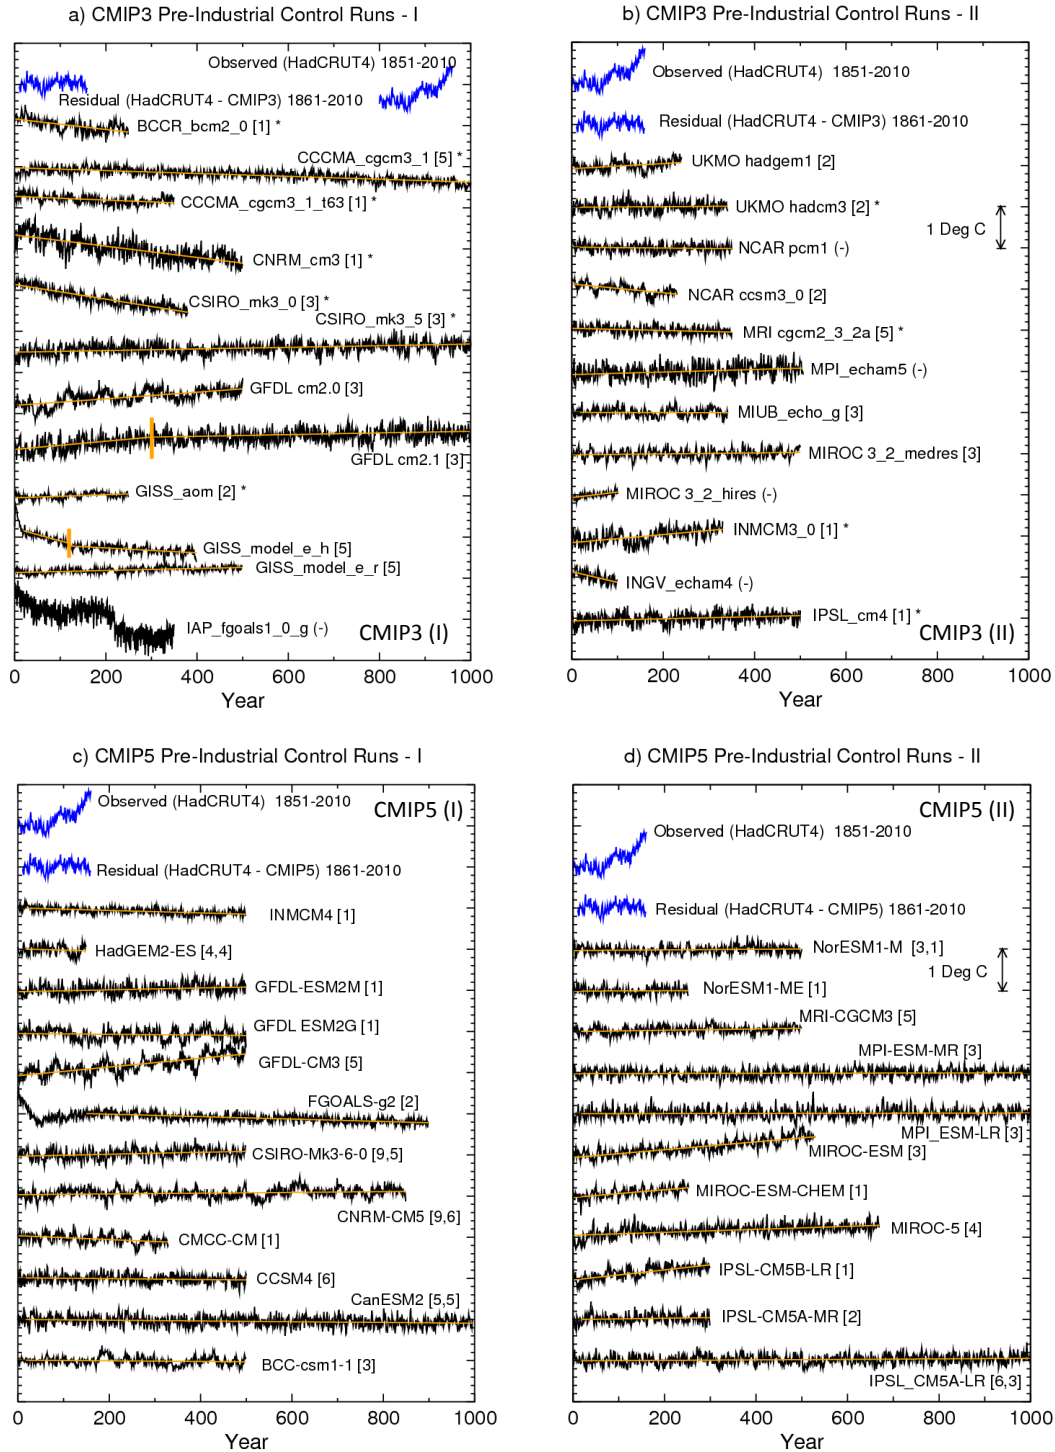 a) CMIP3 Pre-Industrial Control Runs - I
Observed (HadCRUT4) 1851-2010
Residual (HadCRUT4 - CMIP3) 1861-2010
BCCR_bcm2_0 [1] *
CCCMA_cgcm3_1 [5] *
CCCMA_cgcm3_1_t63 [1] *
CNRM_cm3 [1] *
CSIRO_mk3_0 [3] *
CSIRO_mk3_5 [3] *
GFDL cm2.0 [3]
GFDL cm2.1 [3]
GISS_aom [2] *
GISS_model_e_h [5]
GISS_model_e_r [5]
IAP_fgoals1_0_g (-)
CMIP3 (I)
0 200 400 600 800 1000
Year
b) CMIP3 Pre-Industrial Control Runs - II
Observed (HadCRUT4) 1851-2010
Residual (HadCRUT4 - CMIP3) 1861-2010
UKMO hadgem1 [2]
UKMO hadcm3 [2] *
1 Deg C
NCAR pcm1 (-)
NCAR ccsm3_0 [2]
MRI cgcm2_3_2a [5] *
MPI_echam5 (-)
MIUB_echo_g [3]
MIROC 3_2_medres [3]
MIROC 3_2_hires (-)
INMCM3_0 [1] *
INGV_echam4 (-)
IPSL_cm4 [1] *
CMIP3 (II)
0 200 400 600 800 1000
Year
c) CMIP5 Pre-Industrial Control Runs - I
Observed (HadCRUT4) 1851-2010
CMIP5 (I)
Residual (HadCRUT4 - CMIP5) 1861-2010
INMCM4 [1]
HadGEM2-ES [4,4]
GFDL-ESM2M [1]
GFDL ESM2G [1]
GFDL-CM3 [5]
FGOALS-g2 [2]
CSIRO-Mk3-6-0 [9,5]
CNRM-CM5 [9,6]
CMCC-CM [1]
CCSM4 [6]
CanESM2 [5,5]
BCC-csm1-1 [3]
0 200 400 600 800 1000
Year
d) CMIP5 Pre-Industrial Control Runs - II
CMIP5 (II)
Observed (HadCRUT4) 1851-2010
Residual (HadCRUT4 - CMIP5) 1861-2010
NorESM1-M [3,1]
1 Deg C
NorESM1-ME [1]
MRI-CGCM3 [5]
MPI-ESM-MR [3]
MPI_ESM-LR [3]
MIROC-ESM [3]
MIROC-ESM-CHEM [1]
MIROC-5 [4]
IPSL-CM5B-LR [1]
IPSL-CM5A-MR [2]
IPSL_CM5A-LR [6,3]
0 200 400 600 800 1000
Year